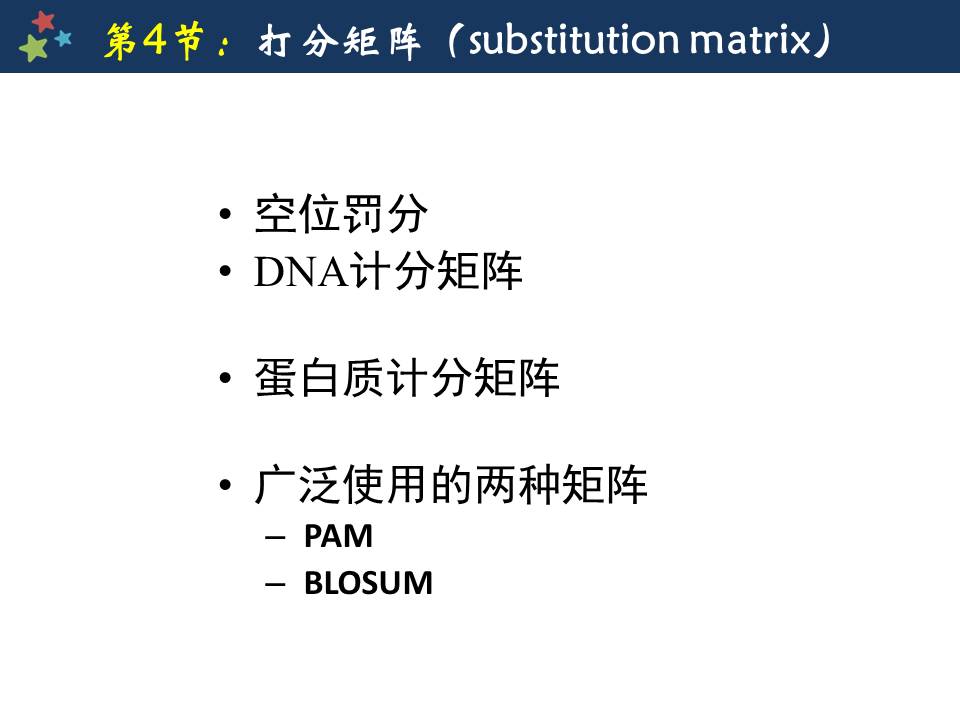 第4节：打分矩阵（substitution matrix）
• 空位罚分
• DNA计分矩阵
• 蛋白质计分矩阵
• 广泛使用的两种矩阵
– PAM
– BLOSUM